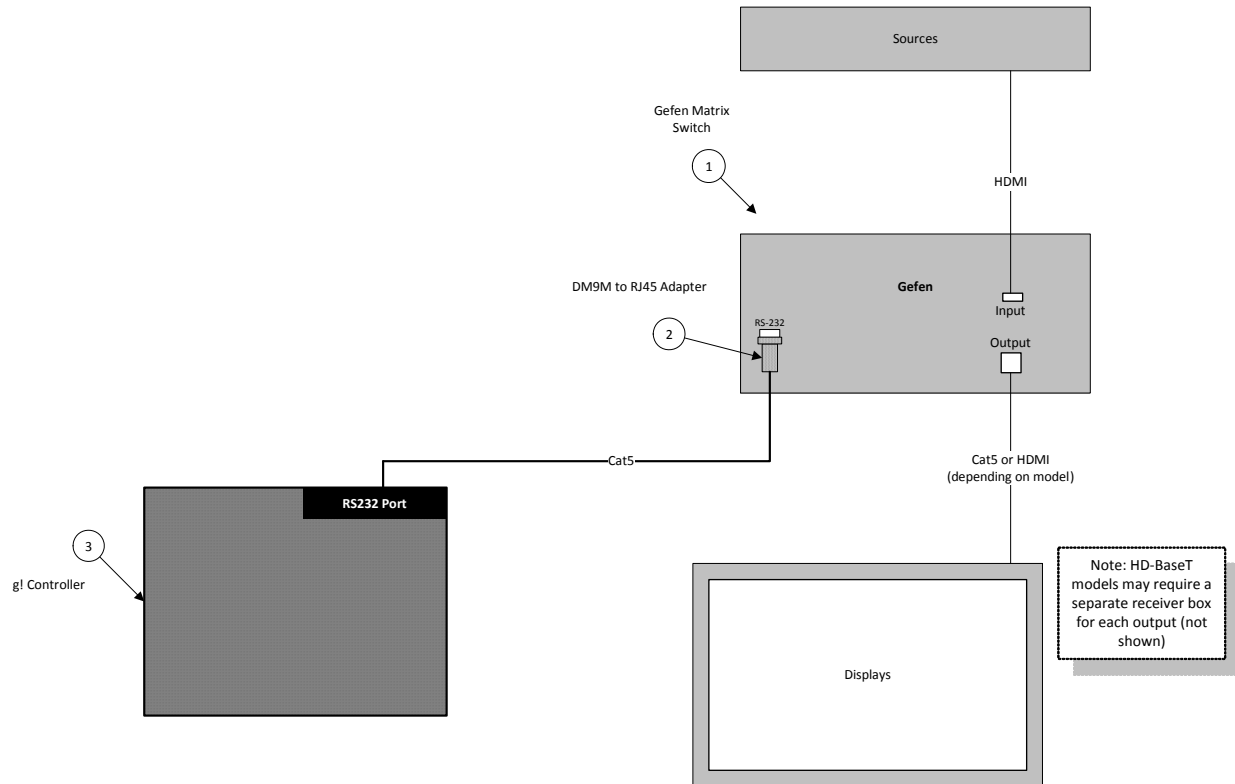 Sources
Gefen Matrix
Switch
1
HDMI
DM9M to RJ45 Adapter
2
RS-232
Gefen
Input
Output
Cat5
Cat5 or HDMI
(depending on model)
RS232 Port
3
g! Controller
Note: HD-BaseT
models may require a
separate receiver box
for each output (not
shown)
Displays